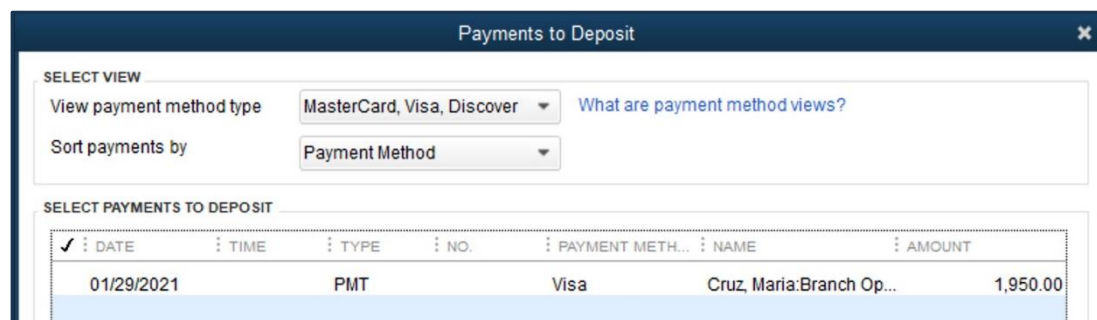 Payments to Deposit
SELECT VIEW
View payment method type MasterCard, Visa, Discover What are payment method views?
Sort payments by Payment Method
SELECT PAYMENTS TO DEPOSIT
✓ DATE TIME TYPE NO. PAYMENT METH... NAME AMOUNT
01/29/2021 PMT Visa Cruz, Maria:Branch Op... 1,950.00